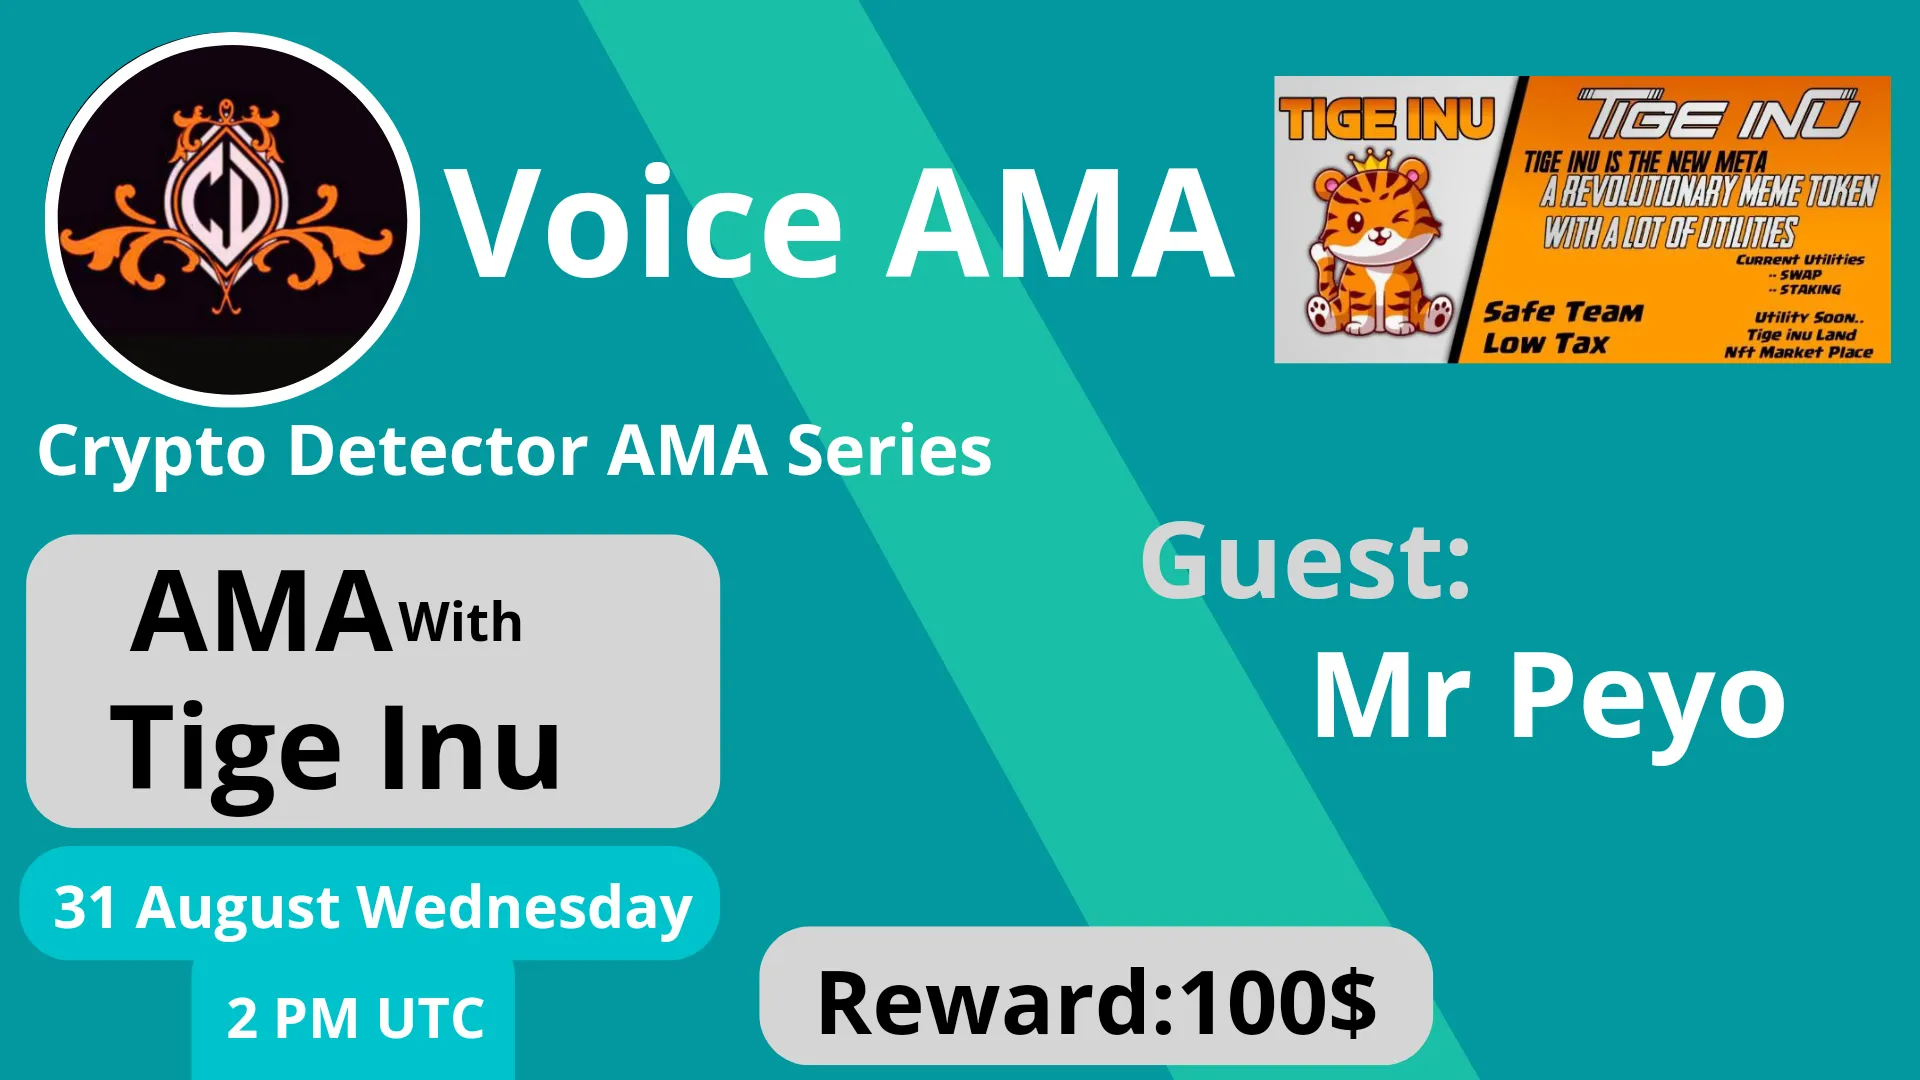 CD
Voice AMA
TIGE INU
TIGE INU
TIGE INU IS THE NEW META
A REVOLUTIONARY MEME TOKEN
WITH A LOT OF UTILITIES
Current Utilities
-- SWAP
-- STAKING
Safe Team
Low Tax
Utility Soon..
Tige inu Land
Nft Market Place
Crypto Detector AMA Series
AMA With
Tige Inu
Guest:
Mr Peyo
31 August Wednesday
2 PM UTC
Reward:100$